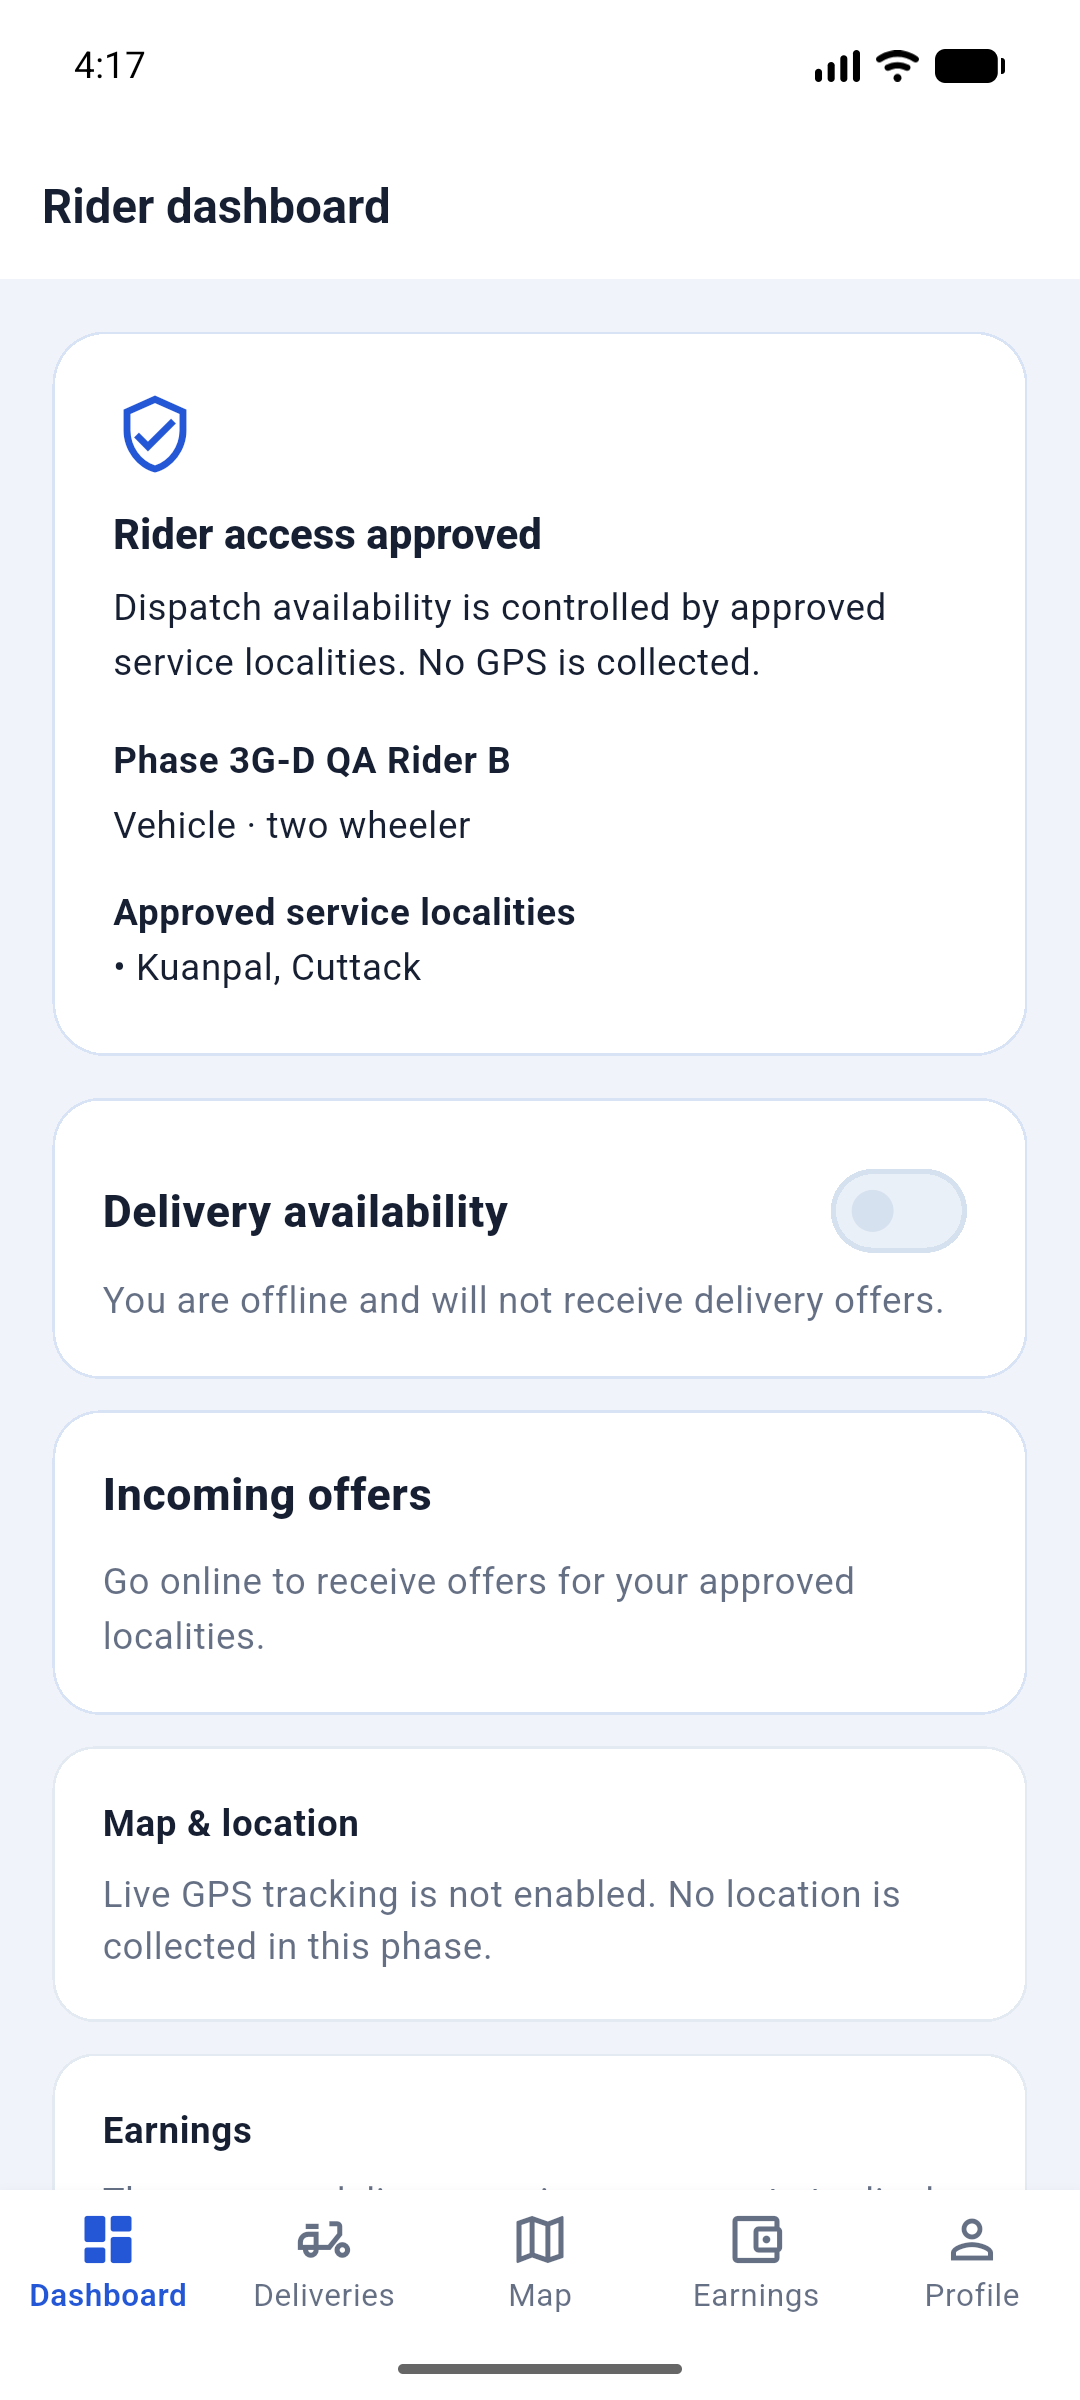 4:17
Rider dashboard
Rider access approved
Dispatch availability is controlled by approved
service localities. No GPS is collected.
Phase 3G-D QA Rider B
Vehicle · two wheeler
Approved service localities
• Kuanpal, Cuttack
Delivery availability
You are offline and will not receive delivery offers.
Incoming offers
Go online to receive offers for your approved
localities.
Map & location
Live GPS tracking is not enabled. No location is
collected in this phase.
Earnings
Dashboard
Deliveries
Map
Earnings
Profile